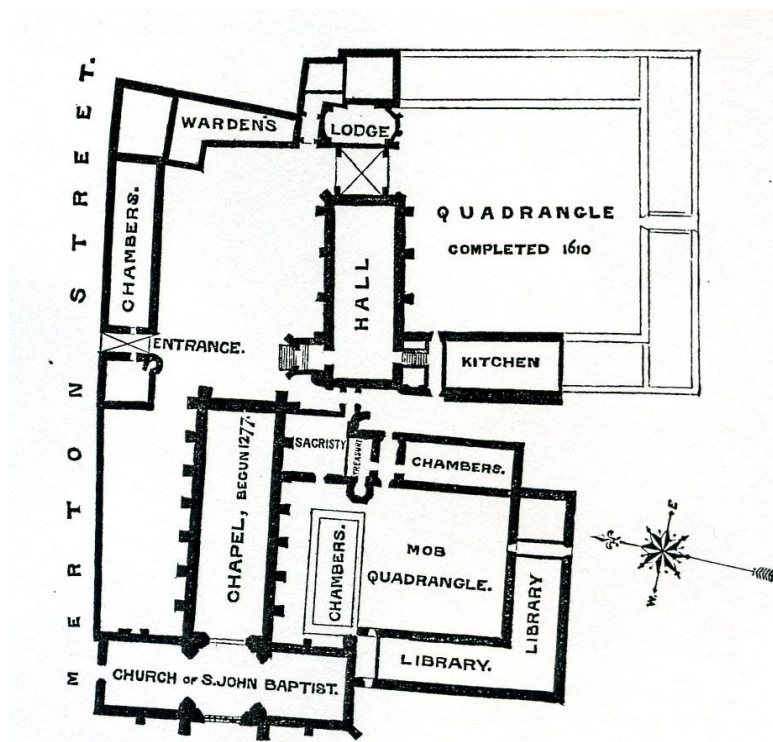 MERTON STREET.
WARDENS
LODGE
CHAMBERS.
QUADRANGLE
COMPLETED 1610
HALL
ENTRANCE.
KITCHEN
SACRISTY
TREASURY
CHAMBERS.
CHAPEL, BEGUN 1277.
CHAMBERS.
MOB
QUADRANGLE.
LIBRARY
LIBRARY.
CHURCH OF S. JOHN BAPTIST.
E
W.